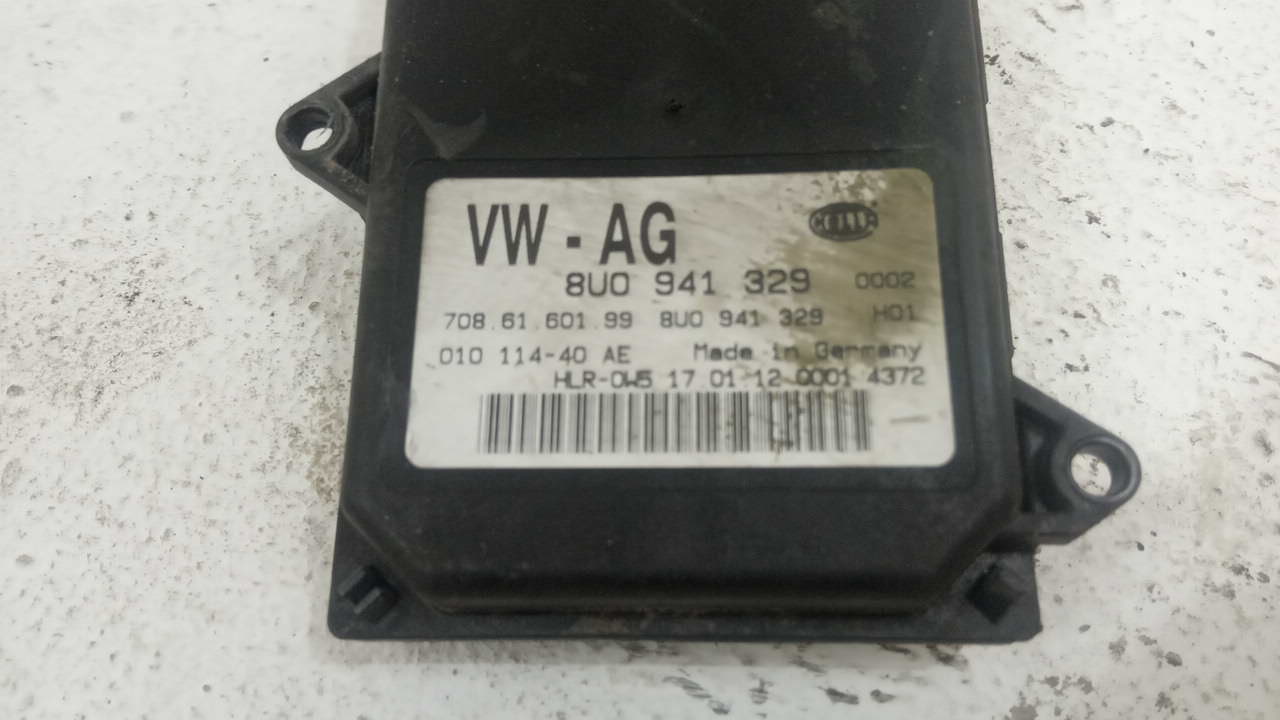 VW - AG
HELLA
8U0 941 329 0002
708.61.601.99 8U0 941 329 H01
010 114-40 AE Made in Germany
HLR-0W5 17.01.12 0001 4372